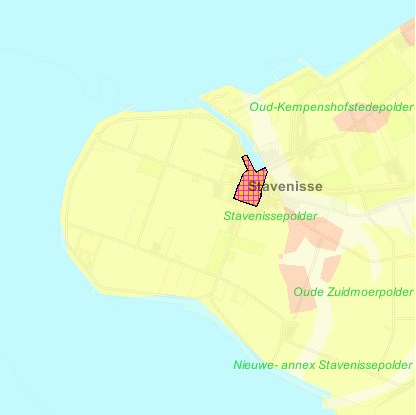 Oud-Kempenshofstedepolder
Stavenisse
Stavenissepolder
Oude Zuidmoerpolder
Nieuwe- annex Stavenissepolder